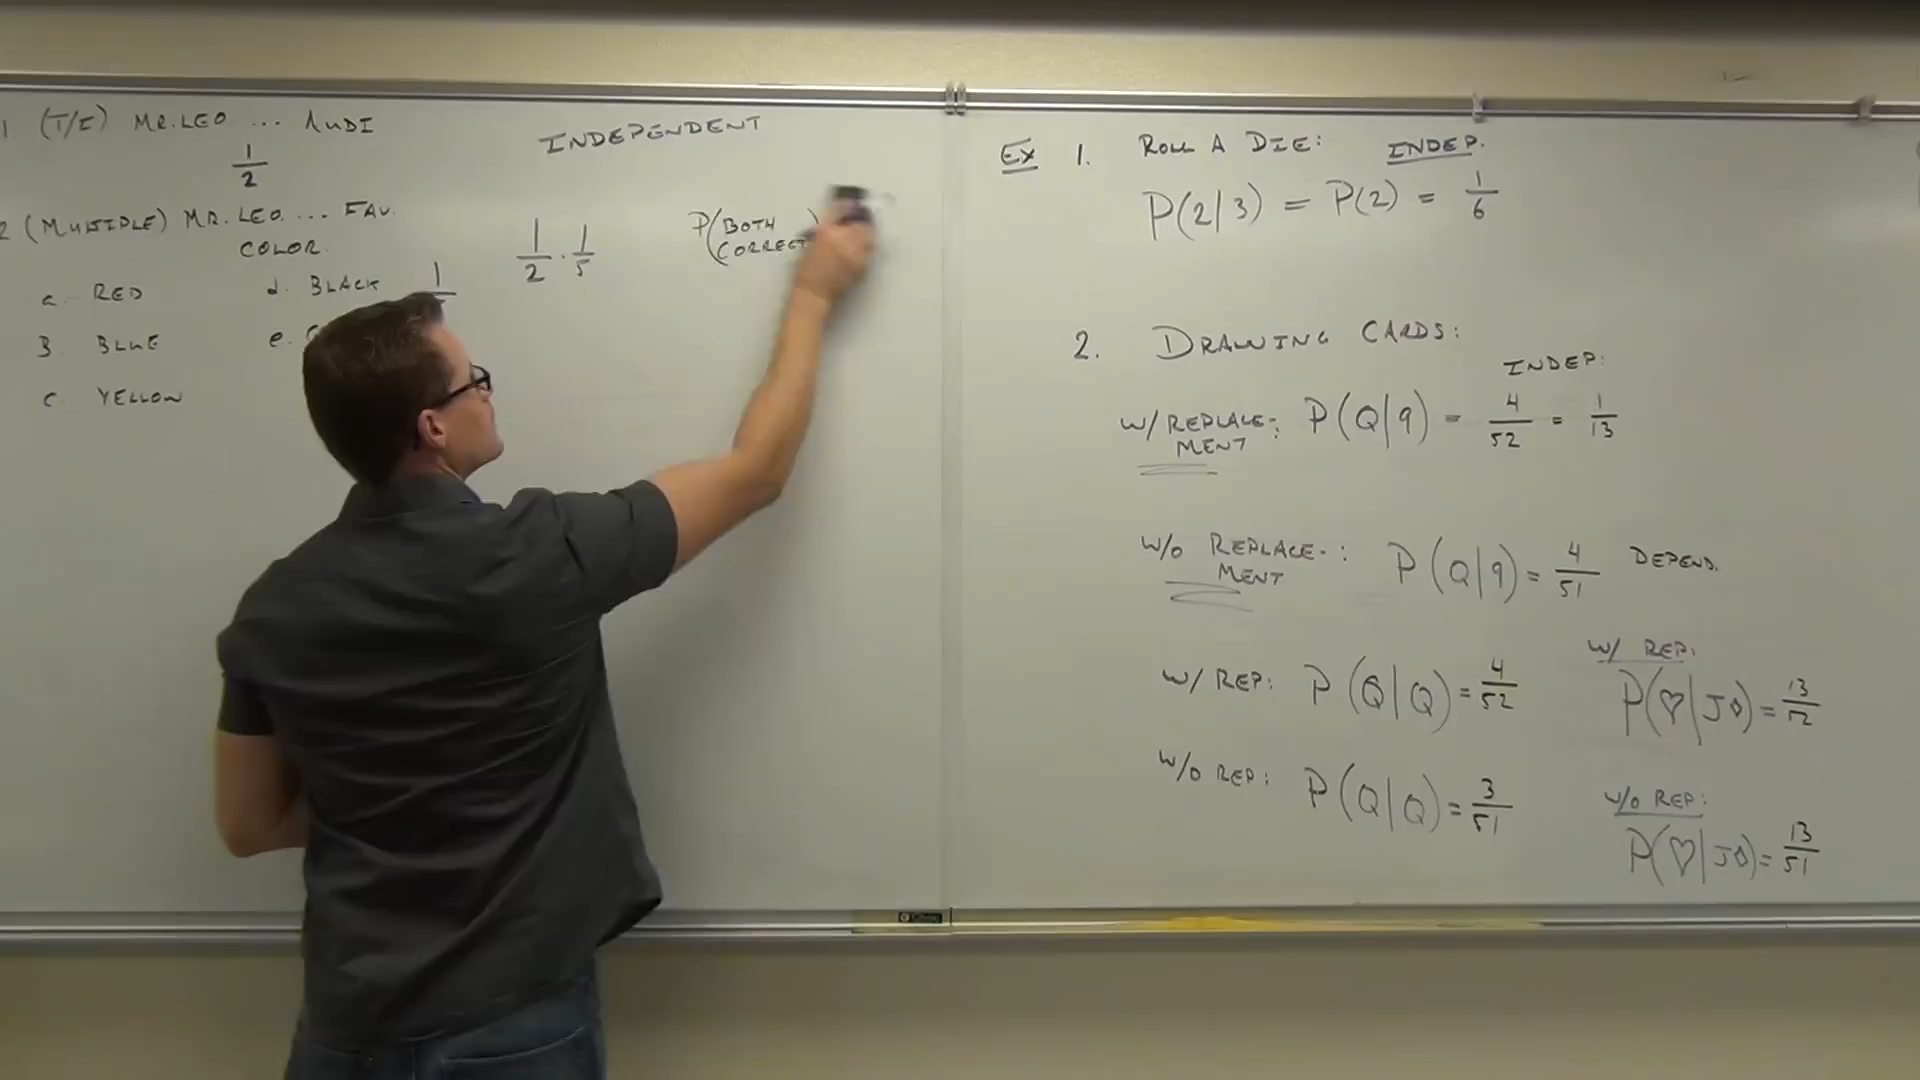 1 (T/F) MR. LEO ... AUDI
1/2
2 (MULTIPLE) MR. LEO ... FAV.
COLOR.
a. RED
d. BLACK
B. BLUE
e.
c. YELLOW
INDEPENDENT
1/2 · 1/5
P(BOTH CORRECT)
EX 1. ROLL A DIE: INDEP.
P(2|3) = P(2) = 1/6
2. DRAWING CARDS:
INDEP:
W/ REPLACE-
MENT : P(Q|9) = 4/52 = 1/13
W/O REPLACE-
MENT : P(Q|9) = 4/51 DEPEND.
W/ REP: P(Q|Q) = 4/52
W/O REP: P(Q|Q) = 3/51
W/ REP:
P(♡|J◊) = 13/52
W/O REP:
P(♡|J◊) = 13/51